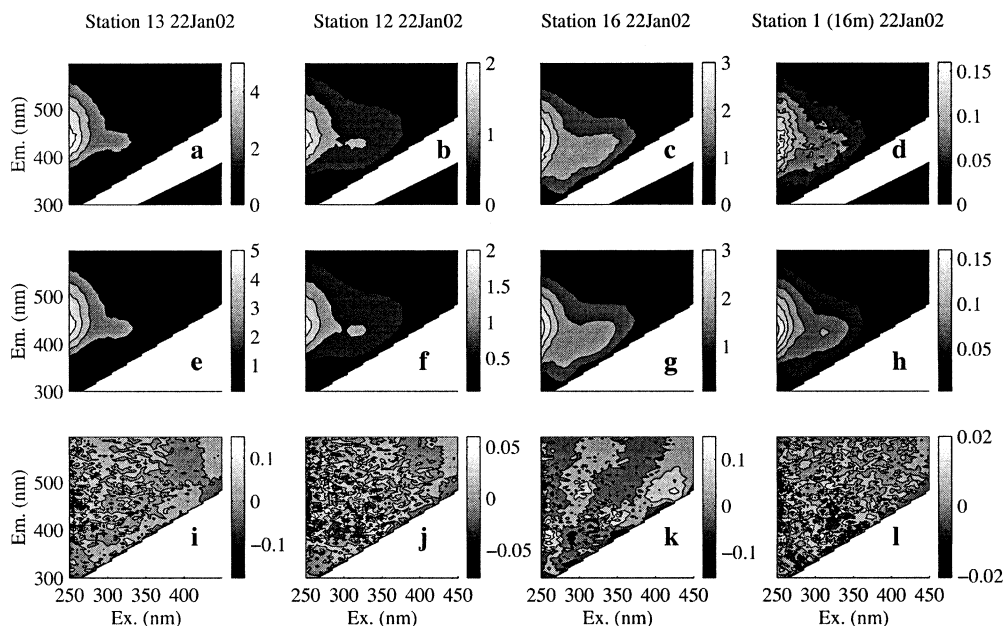 Station 13 22Jan02
Station 12 22Jan02
Station 16 22Jan02
Station 1 (16m) 22Jan02
Em. (nm)
500
400
300
a
4
2
0
b
2
1
0
c
3
2
1
0
d
0.15
0.1
0.05
0
Em. (nm)
500
400
300
e
5
4
3
2
1
f
2
1.5
1
0.5
g
3
2
1
h
0.15
0.1
0.05
Em. (nm)
500
400
300
i
0.1
0
−0.1
j
0.05
0
−0.05
k
0.1
0
−0.1
l
0.02
0
−0.02
250 300 350 400 450
Ex. (nm)
250 300 350 400 450
Ex. (nm)
250 300 350 400 450
Ex. (nm)
250 300 350 400 450
Ex. (nm)